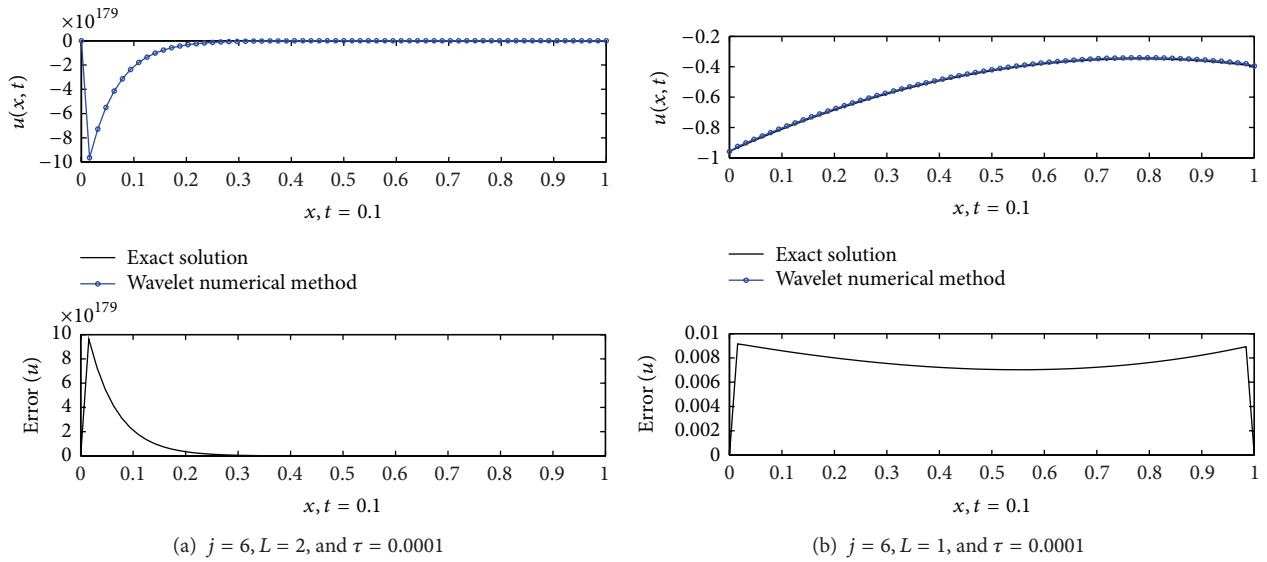 ×10^179
0
−2
−4
−6
−8
−10
u(x, t)
0 0.1 0.2 0.3 0.4 0.5 0.6 0.7 0.8 0.9 1
x, t = 0.1
Exact solution
Wavelet numerical method
×10^179
10
8
6
4
2
0
Error (u)
0 0.1 0.2 0.3 0.4 0.5 0.6 0.7 0.8 0.9 1
x, t = 0.1
(a) j = 6, L = 2, and τ = 0.0001
−0.2
−0.4
−0.6
−0.8
−1
u(x, t)
0 0.1 0.2 0.3 0.4 0.5 0.6 0.7 0.8 0.9 1
x, t = 0.1
Exact solution
Wavelet numerical method
0.01
0.008
0.006
0.004
0.002
0
Error (u)
0 0.1 0.2 0.3 0.4 0.5 0.6 0.7 0.8 0.9 1
x, t = 0.1
(b) j = 6, L = 1, and τ = 0.0001